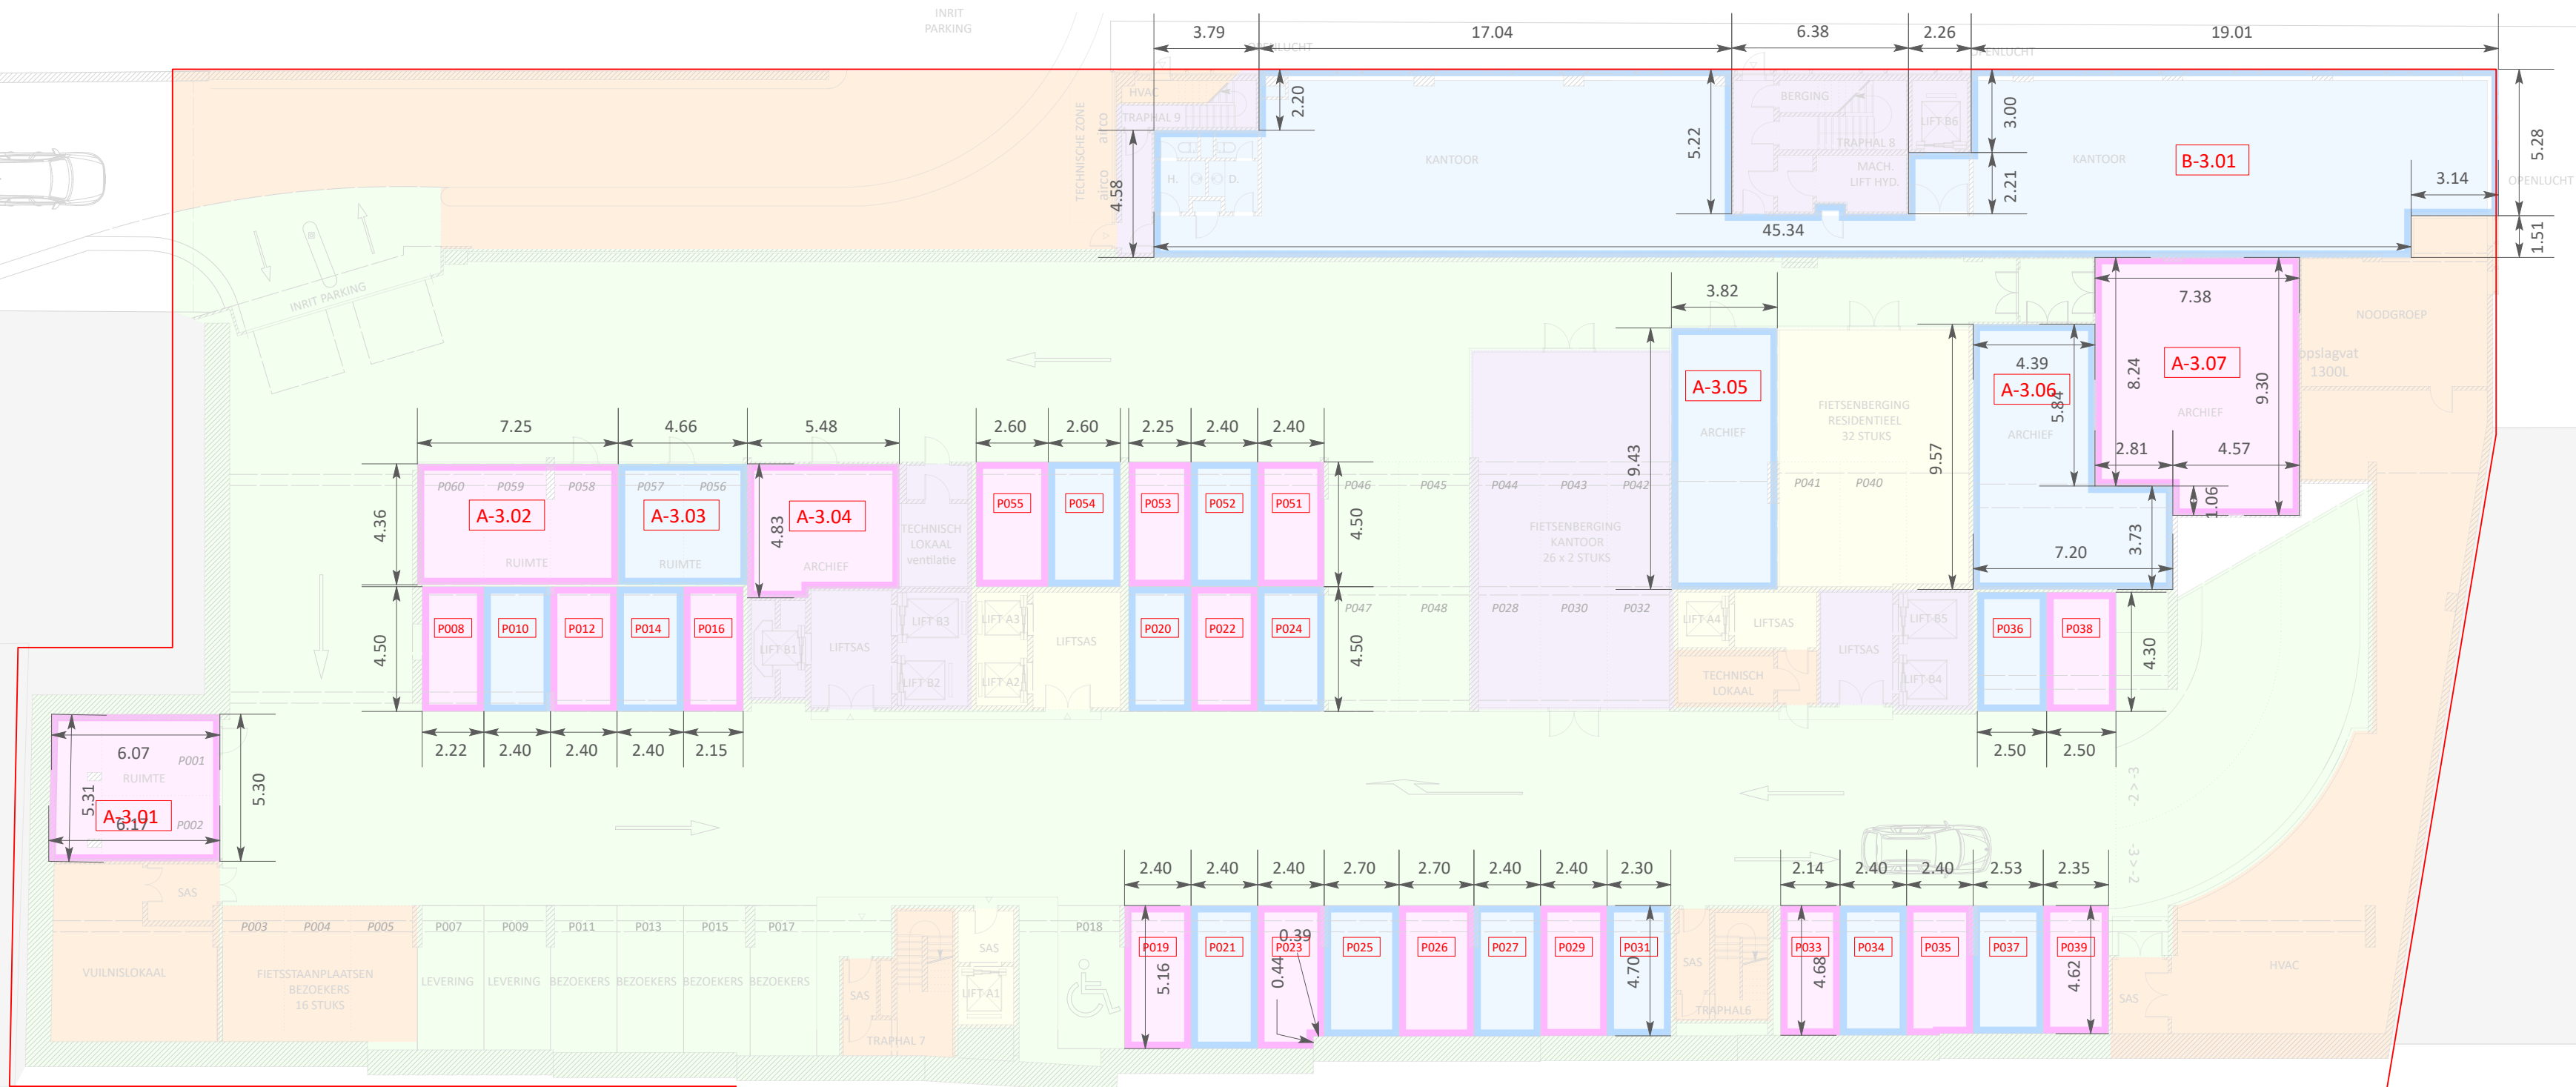 INRIT
PARKING
3.79
17.04
6.38
2.26
19.01
OPENLUCHT
OPENLUCHT
HVAC
TRAPHAL 9
TECHNISCHE ZONE
airco
airco
2.20
4.58
H.
D.
KANTOOR
5.22
BERGING
TRAPHAL 8
MACH.
LIFT HYD.
LIFT B6
3.00
2.21
KANTOOR
B-3.01
5.28
3.14
OPENLUCHT
1.51
45.34
INRIT PARKING
3.82
7.38
NOODGROEP
opslagvat
1300L
A-3.05
ARCHIEF
9.43
FIETSENBERGING
RESIDENTIEEL
32 STUKS
9.57
4.39
A-3.06
5.84
ARCHIEF
8.24
A-3.07
ARCHIEF
9.30
2.81
4.57
1.06
3.73
7.20
7.25
4.66
5.48
2.60
2.60
2.25
2.40
2.40
4.36
P060
P059
P058
P057
P056
A-3.02
A-3.03
A-3.04
RUIMTE
RUIMTE
ARCHIEF
4.83
TECHNISCH
LOKAAL
ventilatie
P055
P054
P053
P052
P051
4.50
P046
P045
P044
P043
P042
P041
P040
FIETSENBERGING
KANTOOR
26 x 2 STUKS
4.50
P008
P010
P012
P014
P016
LIFT B1
LIFTSAS
LIFT B3
LIFT B2
LIFT A3
LIFT A2
LIFTSAS
P020
P022
P024
4.50
P047
P048
P028
P030
P032
LIFT A4
LIFTSAS
TECHNISCH
LOKAAL
LIFTSAS
LIFT B5
LIFT B4
P036
P038
4.30
2.22
2.40
2.40
2.40
2.15
2.50
2.50
6.07
P001
RUIMTE
5.31
A-3.01
6.17
P002
5.30
-2 > -3
-3 > -2
SAS
VUILNISLOKAAL
P003
P004
P005
FIETSSTAANPLAATSEN
BEZOEKERS
16 STUKS
P007
P009
P011
P013
P015
P017
LEVERING
LEVERING
BEZOEKERS
BEZOEKERS
BEZOEKERS
BEZOEKERS
SAS
TRAPHAL 7
SAS
LIFT A1
P018
2.40
2.40
2.40
2.70
2.70
2.40
2.40
2.30
2.14
2.40
2.40
2.53
2.35
P019
P021
P023
P025
P026
P027
P029
P031
5.16
0.39
0.44
4.70
SAS
TRAPHAL6
P033
P034
P035
P037
P039
4.68
4.62
SAS
HVAC